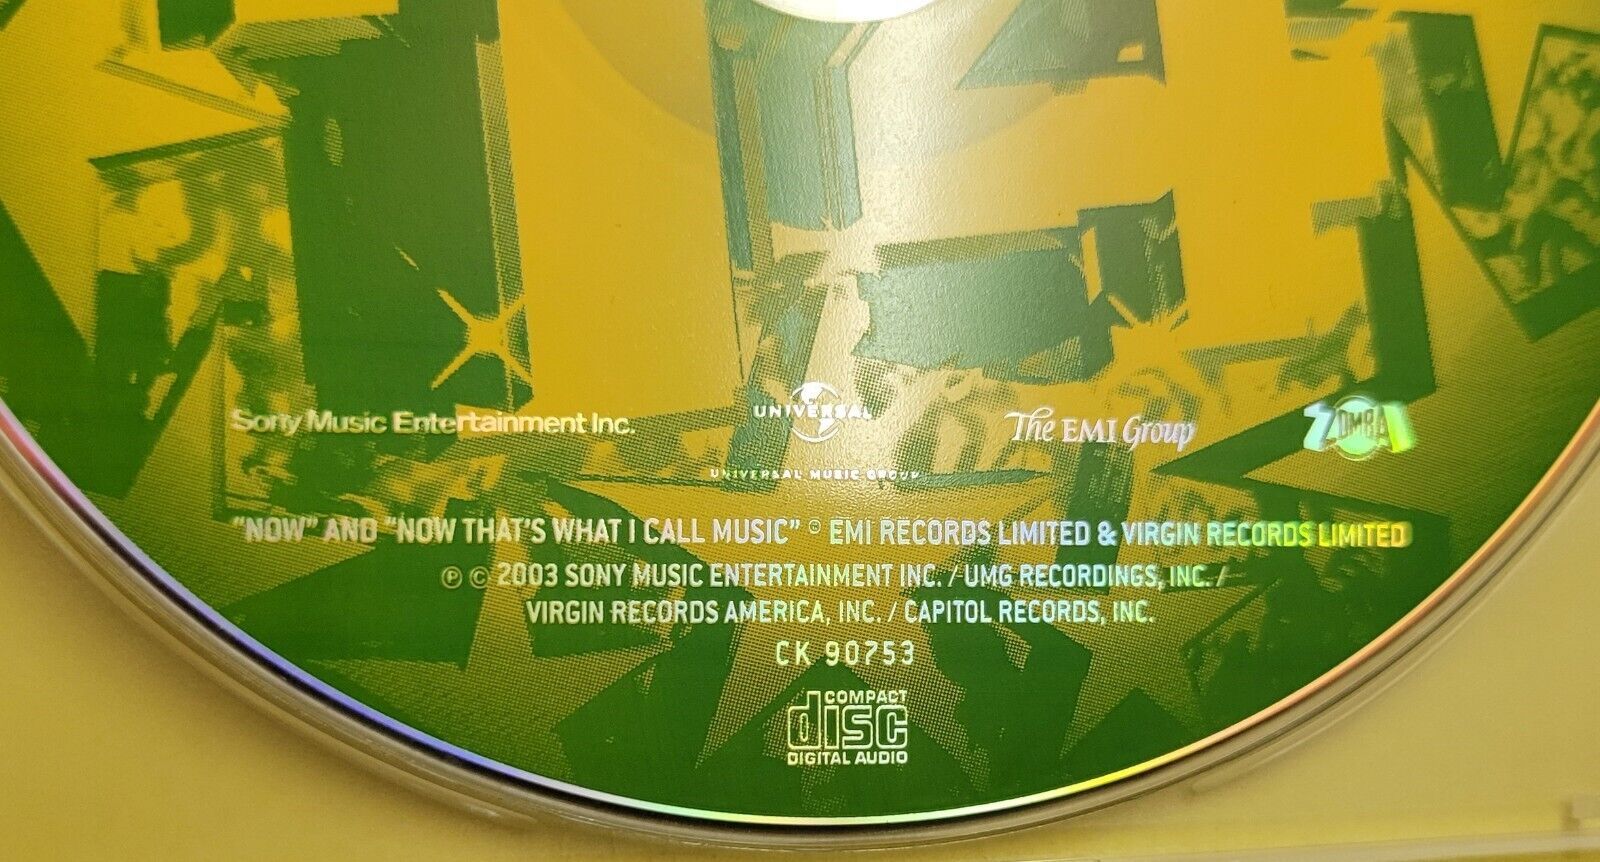 Sony Music Entertainment Inc.
UNIVERSAL
UNIVERSAL MUSIC GROUP
The EMI Group
ZOMBA
"NOW" AND "NOW THAT'S WHAT I CALL MUSIC" © EMI RECORDS LIMITED & VIRGIN RECORDS LIMITED
℗ © 2003 SONY MUSIC ENTERTAINMENT INC. / UMG RECORDINGS, INC. /
VIRGIN RECORDS AMERICA, INC. / CAPITOL RECORDS, INC.
CK 90753
COMPACT
disc
DIGITAL AUDIO